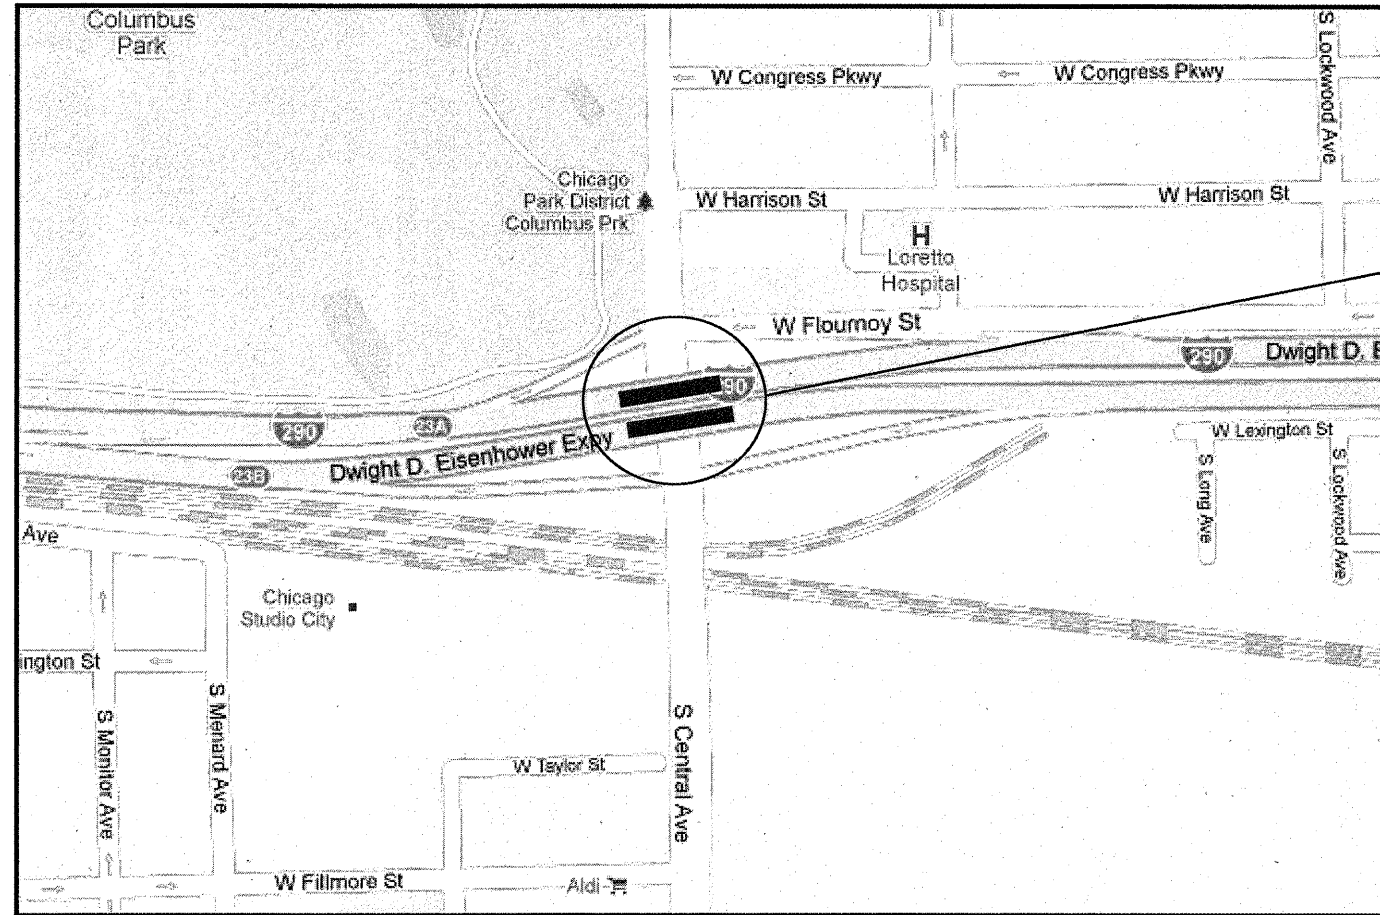 Columbus
Park
W Congress Pkwy
W Congress Pkwy
S Lockwood Ave
Chicago
Park District
Columbus Prk
W Harrison St
W Harrison St
H
Loretto
Hospital
W Flournoy St
290
90
Dwight D. E
290
23A
23B
Dwight D. Eisenhower Expy
W Lexington St
S Long Ave
S Lockwood Ave
Ave
Chicago
Studio City
ington St
S Monitor Ave
S Menard Ave
S Central Ave
W Taylor St
W Fillmore St
Aldi